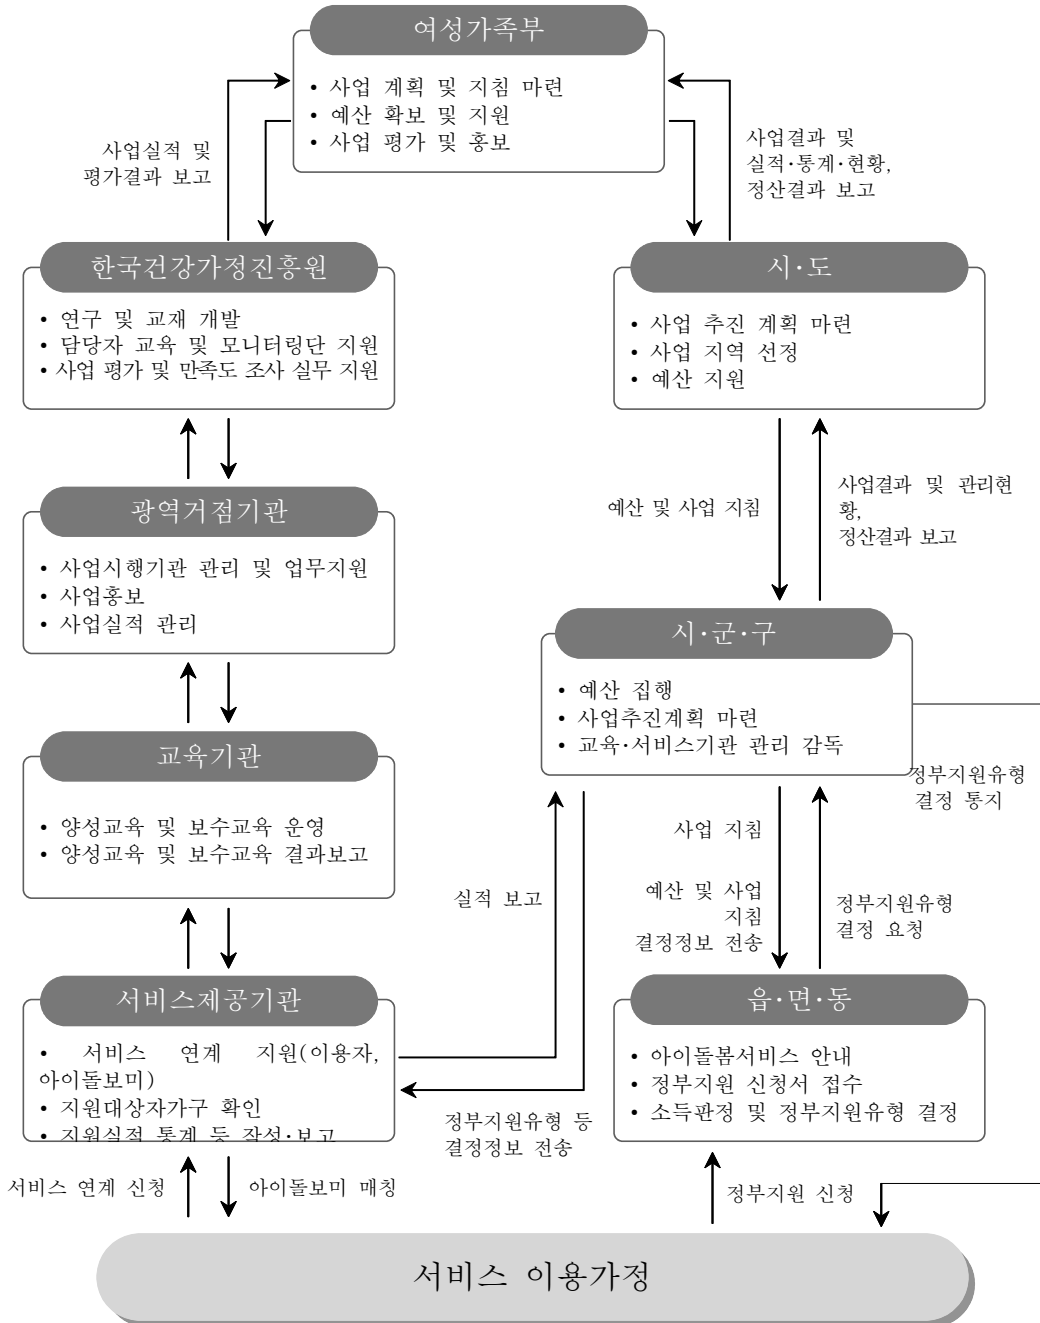 여성가족부
• 사업 계획 및 지침 마련
• 예산 확보 및 지원
• 사업 평가 및 홍보
사업실적 및
평가결과 보고
사업결과 및
실적·통계·현황,
정산결과 보고
한국건강가정진흥원
• 연구 및 교재 개발
• 담당자 교육 및 모니터링단 지원
• 사업 평가 및 만족도 조사 실무 지원
시·도
• 사업 추진 계획 마련
• 사업 지역 선정
• 예산 지원
예산 및 사업 지침
사업결과 및 관리현
황,
정산결과 보고
광역거점기관
• 사업시행기관 관리 및 업무지원
• 사업홍보
• 사업실적 관리
시·군·구
• 예산 집행
• 사업추진계획 마련
• 교육·서비스기관 관리 감독
정부지원유형
결정 통지
교육기관
• 양성교육 및 보수교육 운영
• 양성교육 및 보수교육 결과보고
실적 보고
사업 지침
예산 및 사업
지침
결정정보 전송
정부지원유형
결정 요청
서비스제공기관
• 서비스 연계 지원(이용자,
아이돌보미)
• 지원대상자가구 확인
• 지원실적 통계 등 작성·보고
정부지원유형 등
결정정보 전송
읍·면·동
• 아이돌봄서비스 안내
• 정부지원 신청서 접수
• 소득판정 및 정부지원유형 결정
서비스 연계 신청
아이돌보미 매칭
정부지원 신청
서비스 이용가정